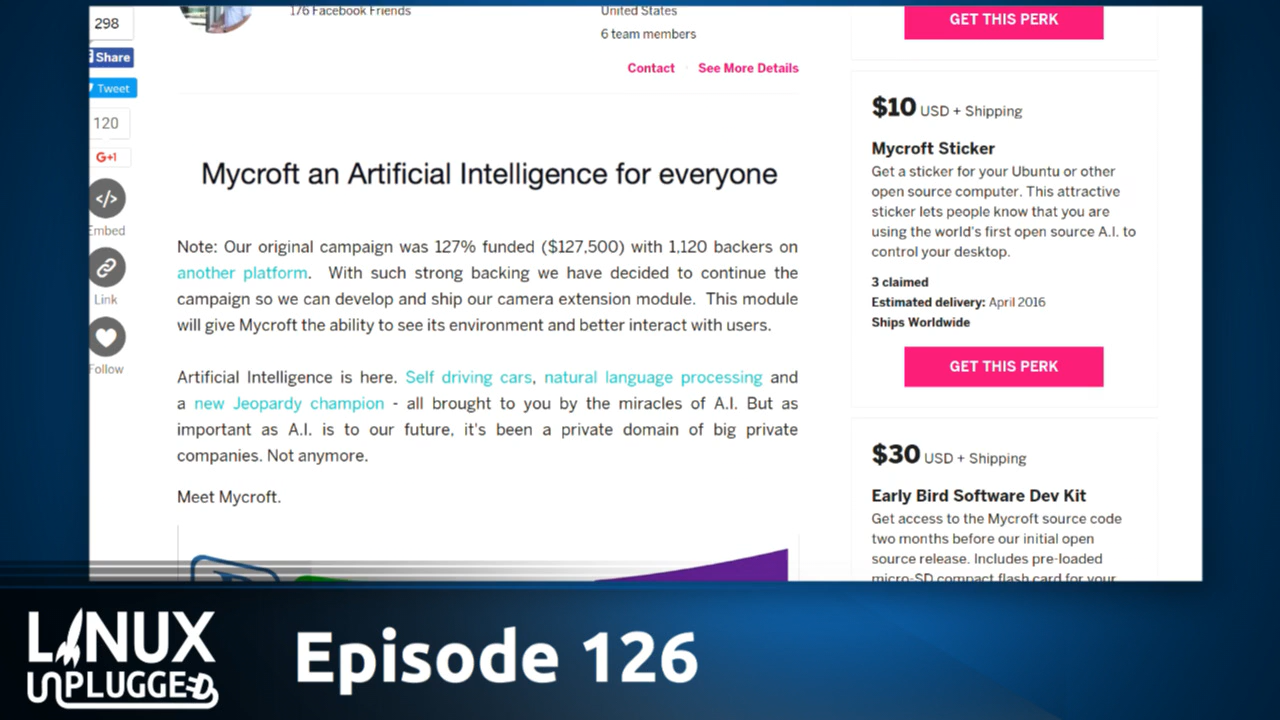 298
Share
Tweet
120
G+1
Embed
Link
Follow
176 Facebook Friends
United States
6 team members
Contact · See More Details
Mycroft an Artificial Intelligence for everyone
Note: Our original campaign was 127% funded ($127,500) with 1,120 backers on
another platform. With such strong backing we have decided to continue the
campaign so we can develop and ship our camera extension module. This module
will give Mycroft the ability to see its environment and better interact with users.
Artificial Intelligence is here. Self driving cars, natural language processing and
a new Jeopardy champion - all brought to you by the miracles of A.I. But as
important as A.I. is to our future, it's been a private domain of big private
companies. Not anymore.
Meet Mycroft.
GET THIS PERK
$10 USD + Shipping
Mycroft Sticker
Get a sticker for your Ubuntu or other
open source computer. This attractive
sticker lets people know that you are
using the world's first open source A.I. to
control your desktop.
3 claimed
Estimated delivery: April 2016
Ships Worldwide
GET THIS PERK
$30 USD + Shipping
Early Bird Software Dev Kit
Get access to the Mycroft source code
two months before our initial open
source release. Includes pre-loaded
micro-SD compact flash card for your
LINUX
UNPLUGGED
Episode 126